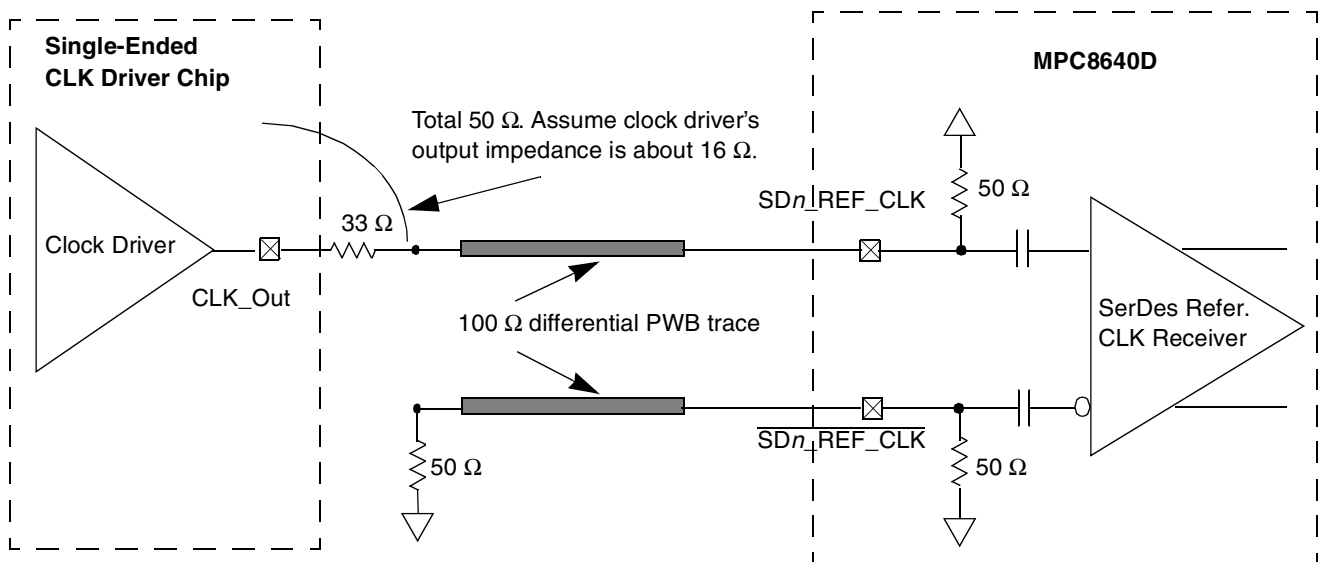 Single-Ended
CLK Driver Chip
MPC8640D
Total 50 Ω. Assume clock driver's
output impedance is about 16 Ω.
50 Ω
SDn_REF_CLK
33 Ω
Clock Driver
CLK_Out
100 Ω differential PWB trace
SerDes Refer.
CLK Receiver
SDn_REF_CLK
50 Ω
50 Ω